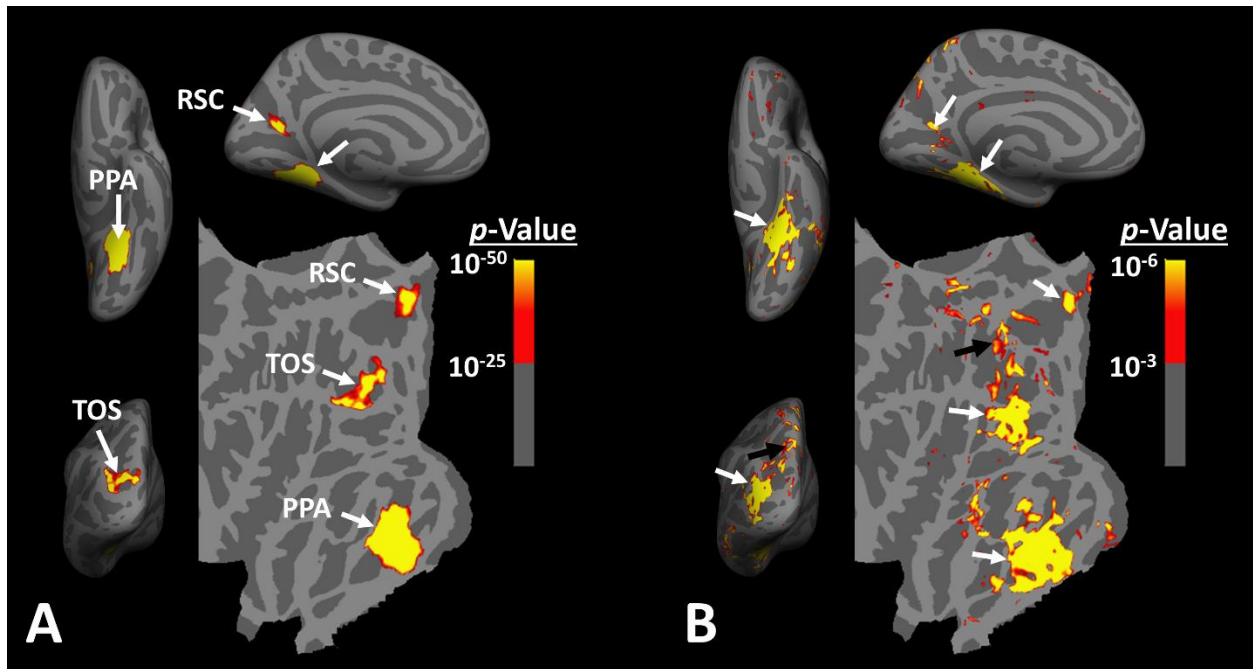 RSC
PPA
p-Value
10-50
RSC
TOS
10-25
TOS
PPA
A
p-Value
10-6
10-3
B